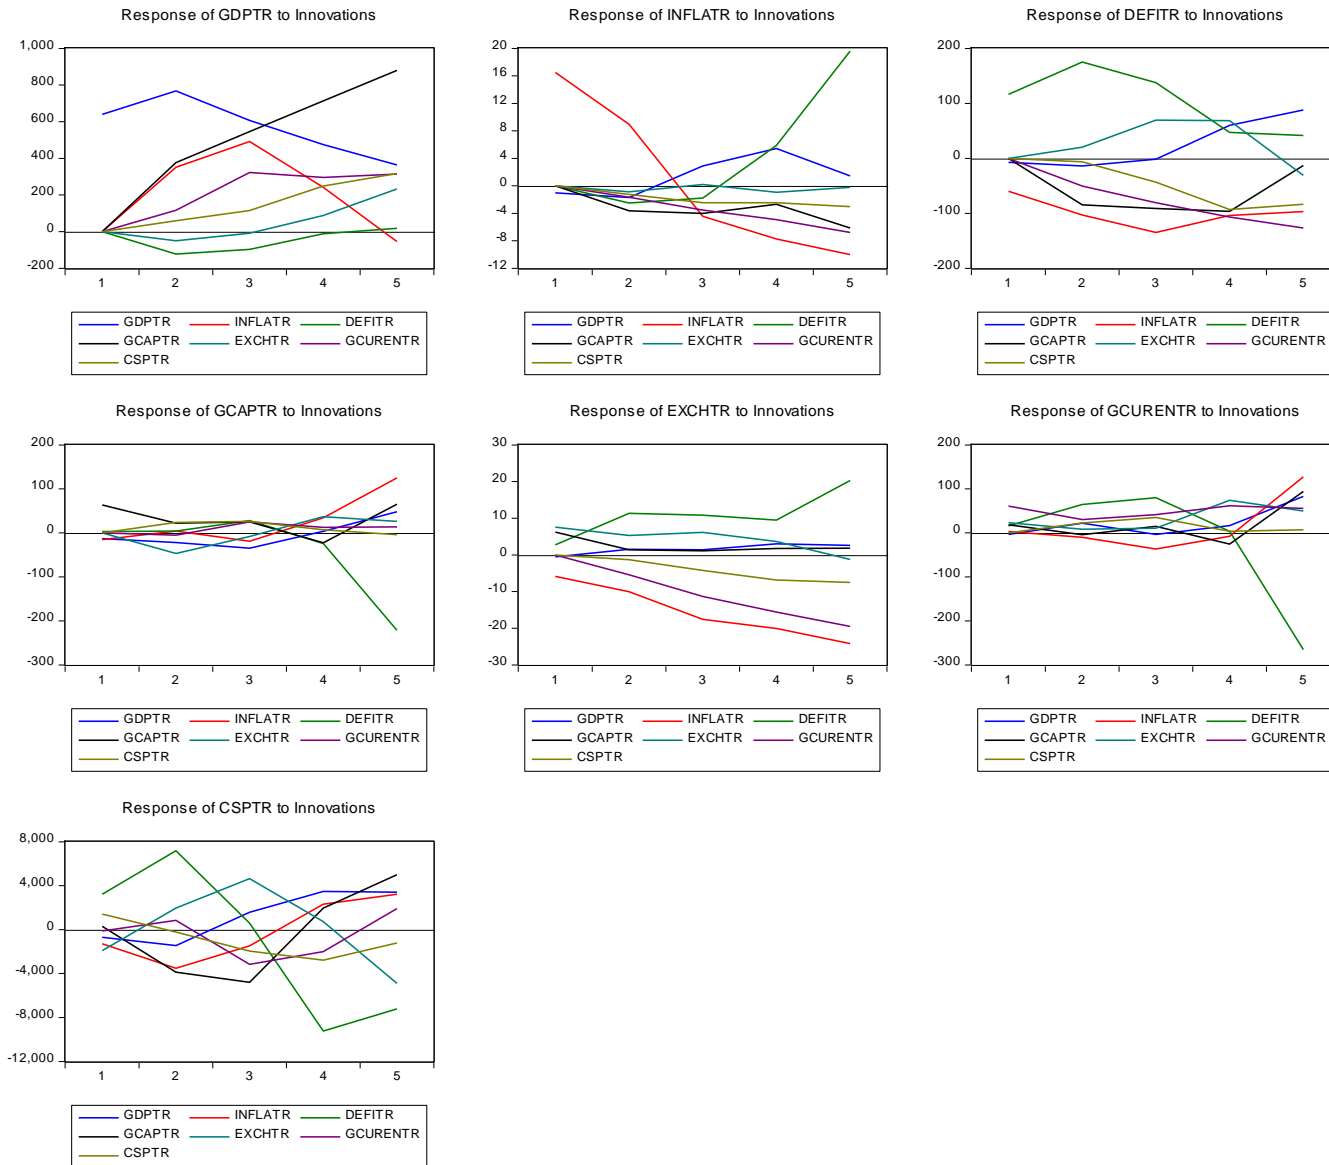 Response of GDPTR to Innovations
1,000
800
600
400
200
0
-200
1 2 3 4 5
GDPTR INFLATR DEFITR
GCAPTR EXCHTR GCURENTR
CSPTR
Response of INFLATR to Innovations
20
16
12
8
4
0
-4
-8
-12
1 2 3 4 5
GDPTR INFLATR DEFITR
GCAPTR EXCHTR GCURENTR
CSPTR
Response of DEFITR to Innovations
200
100
0
-100
-200
1 2 3 4 5
GDPTR INFLATR DEFITR
GCAPTR EXCHTR GCURENTR
CSPTR
Response of GCAPTR to Innovations
200
100
0
-100
-200
-300
1 2 3 4 5
GDPTR INFLATR DEFITR
GCAPTR EXCHTR GCURENTR
CSPTR
Response of EXCHTR to Innovations
30
20
10
0
-10
-20
-30
1 2 3 4 5
GDPTR INFLATR DEFITR
GCAPTR EXCHTR GCURENTR
CSPTR
Response of GCURENTR to Innovations
200
100
0
-100
-200
-300
1 2 3 4 5
GDPTR INFLATR DEFITR
GCAPTR EXCHTR GCURENTR
CSPTR
Response of CSPTR to Innovations
8,000
4,000
0
-4,000
-8,000
-12,000
1 2 3 4 5
GDPTR INFLATR DEFITR
GCAPTR EXCHTR GCURENTR
CSPTR